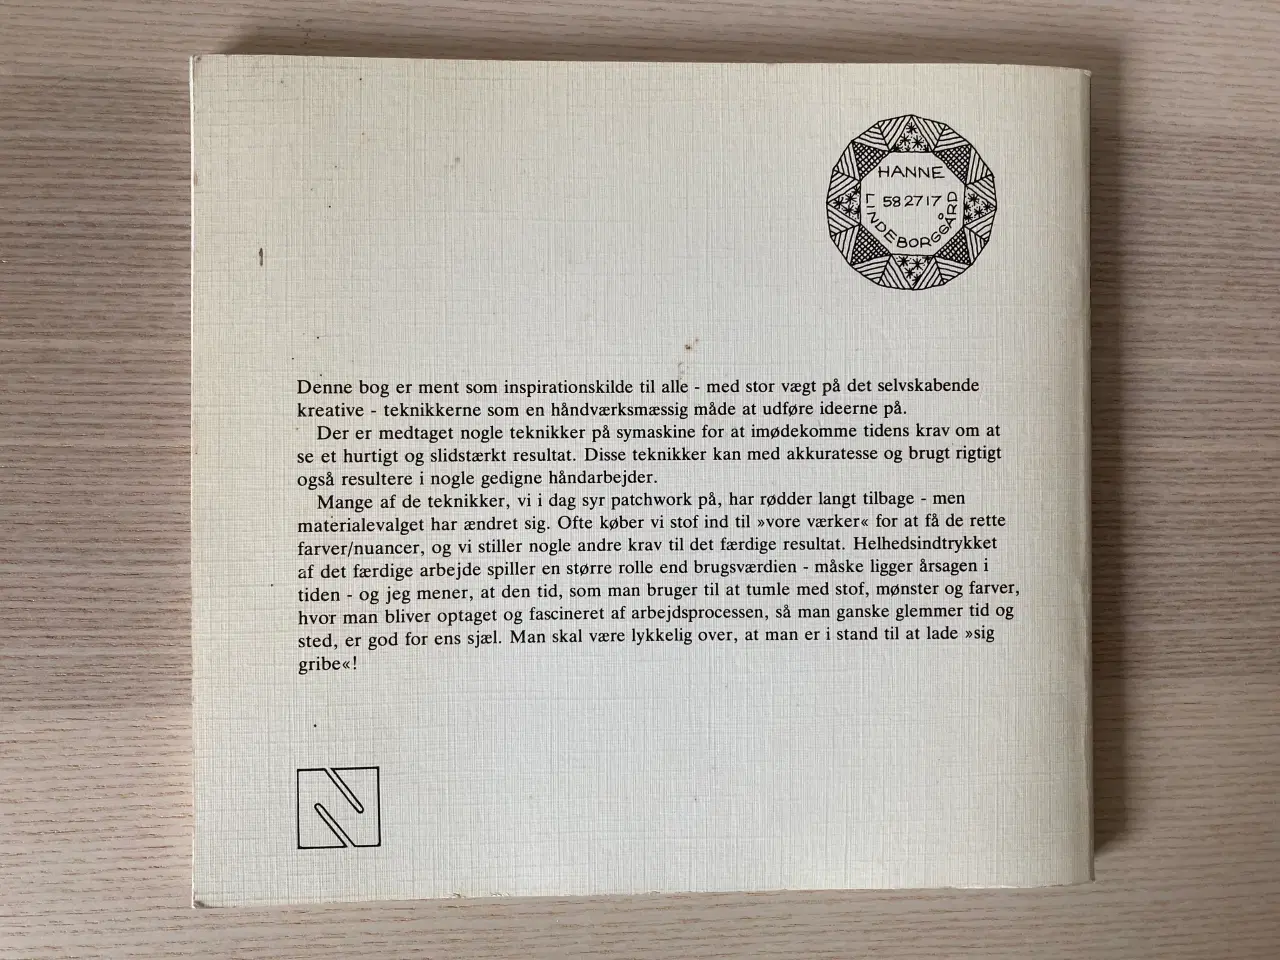 HANNE
58 27 17
LINDEBORGGÅRD
Denne bog er ment som inspirationskilde til alle - med stor vægt på det selvskabende
kreative - teknikkerne som en håndværksmæssig måde at udføre ideerne på.
Der er medtaget nogle teknikker på symaskine for at imødekomme tidens krav om at
se et hurtigt og slidstærkt resultat. Disse teknikker kan med akkuratesse og brugt rigtigt
også resultere i nogle gedigne håndarbejder.
Mange af de teknikker, vi i dag syr patchwork på, har rødder langt tilbage - men
materialevalget har ændret sig. Ofte køber vi stof ind til »vore værker« for at få de rette
farver/nuancer, og vi stiller nogle andre krav til det færdige resultat. Helhedsindtrykket
af det færdige arbejde spiller en større rolle end brugsværdien - måske ligger årsagen i
tiden - og jeg mener, at den tid, som man bruger til at tumle med stof, mønster og farver,
hvor man bliver optaget og fascineret af arbejdsprocessen, så man ganske glemmer tid og
sted, er god for ens sjæl. Man skal være lykkelig over, at man er i stand til at lade »sig
gribe«!